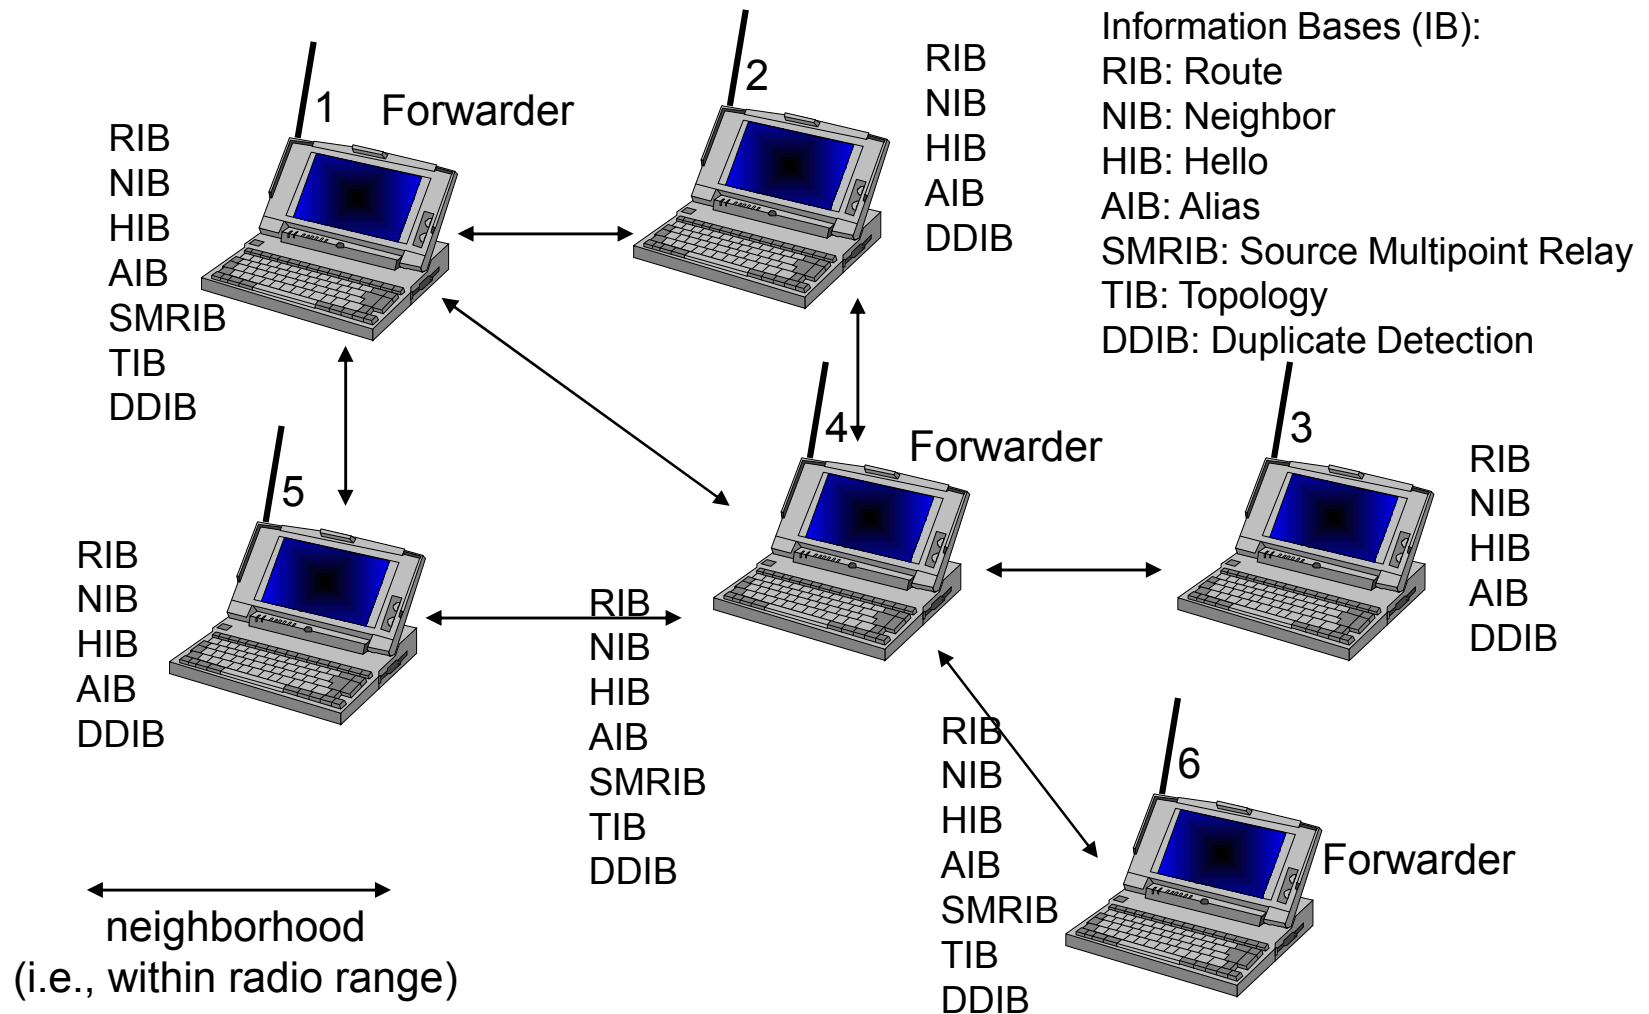 1
Forwarder
RIB
NIB
HIB
AIB
SMRIB
TIB
DDIB
2
RIB
NIB
HIB
AIB
DDIB
Information Bases (IB):
RIB: Route
NIB: Neighbor
HIB: Hello
AIB: Alias
SMRIB: Source Multipoint Relay
TIB: Topology
DDIB: Duplicate Detection
5
RIB
NIB
HIB
AIB
DDIB
4
Forwarder
RIB
NIB
HIB
AIB
SMRIB
TIB
DDIB
3
RIB
NIB
HIB
AIB
DDIB
6
Forwarder
RIB
NIB
HIB
AIB
SMRIB
TIB
DDIB
neighborhood
(i.e., within radio range)